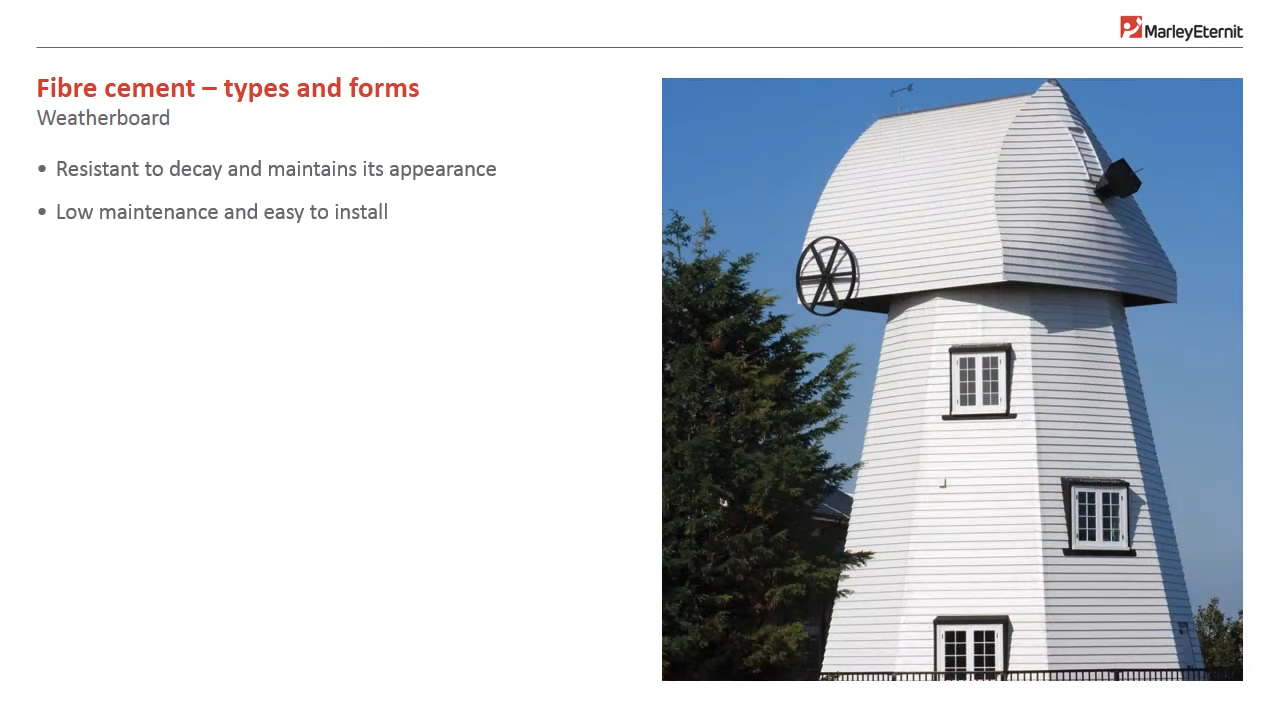 MarleyEternit
Fibre cement – types and forms
Weatherboard
• Resistant to decay and maintains its appearance
• Low maintenance and easy to install